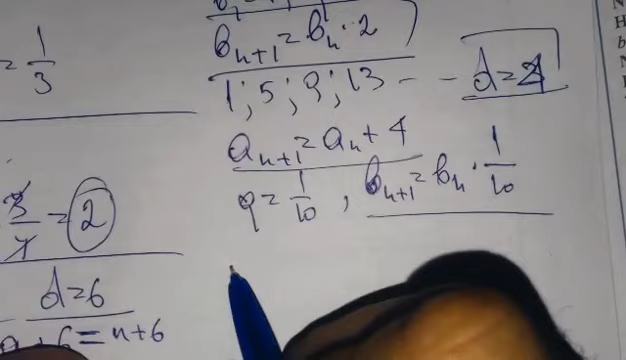 = 1/3
b_{n+1} = b_n · 2
1; 5; 9; 13 - - d = 4
a_{n+1} = a_n + 4
q = 1/10, b_{n+1} = b_n · 1/10
= 2
d = 6
+ 6 = n + 6